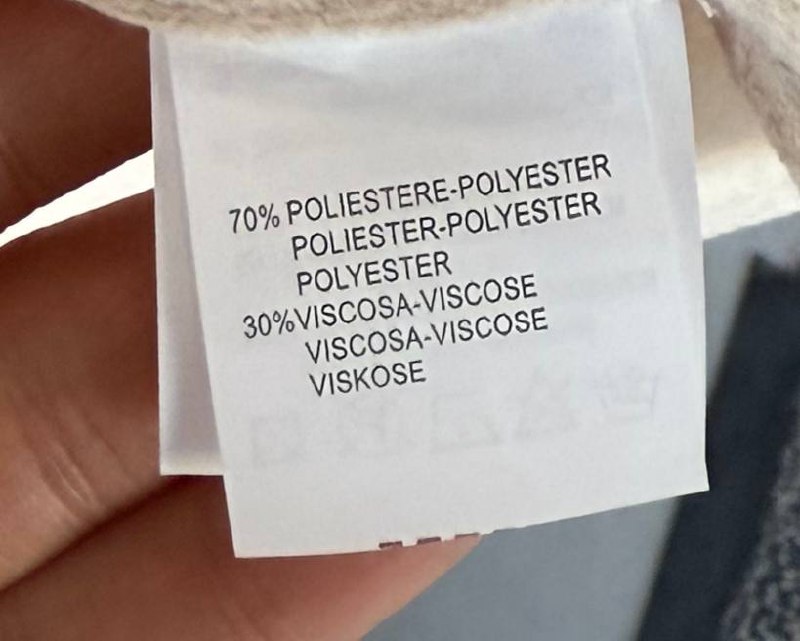 70% POLIESTERE-POLYESTER
POLIESTER-POLYESTER
POLYESTER
30%VISCOSA-VISCOSE
VISCOSA-VISCOSE
VISKOSE